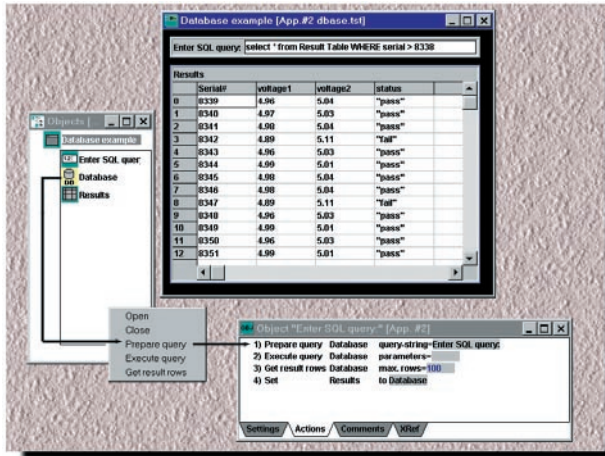 Database example [App.#2 dbase.tst]
Enter SQL query: select * from Result Table WHERE serial > 8338
Results
Serial# voltage1 voltage2 status
0 8339 4.96 5.04 "pass"
1 8340 4.97 5.03 "pass"
2 8341 4.98 5.04 "pass"
3 8342 4.89 5.11 "fail"
4 8343 4.96 5.03 "pass"
5 8344 4.99 5.01 "pass"
6 8345 4.98 5.04 "pass"
7 8346 4.98 5.04 "pass"
8 8347 4.89 5.11 "fail"
9 8348 4.96 5.03 "pass"
10 8349 4.99 5.01 "pass"
11 8350 4.96 5.03 "pass"
12 8351 4.99 5.01 "pass"
Objects [...
Database example
Enter SQL quer
Database
Results
Open
Close
Prepare query
Execute query
Get result rows
Object "Enter SQL query:" [App. #2]
1) Prepare query Database query-string=Enter SQL query:
2) Execute query Database parameters=
3) Get result rows Database max. rows=100
4) Set Results to Database
Settings Actions Comments XRef